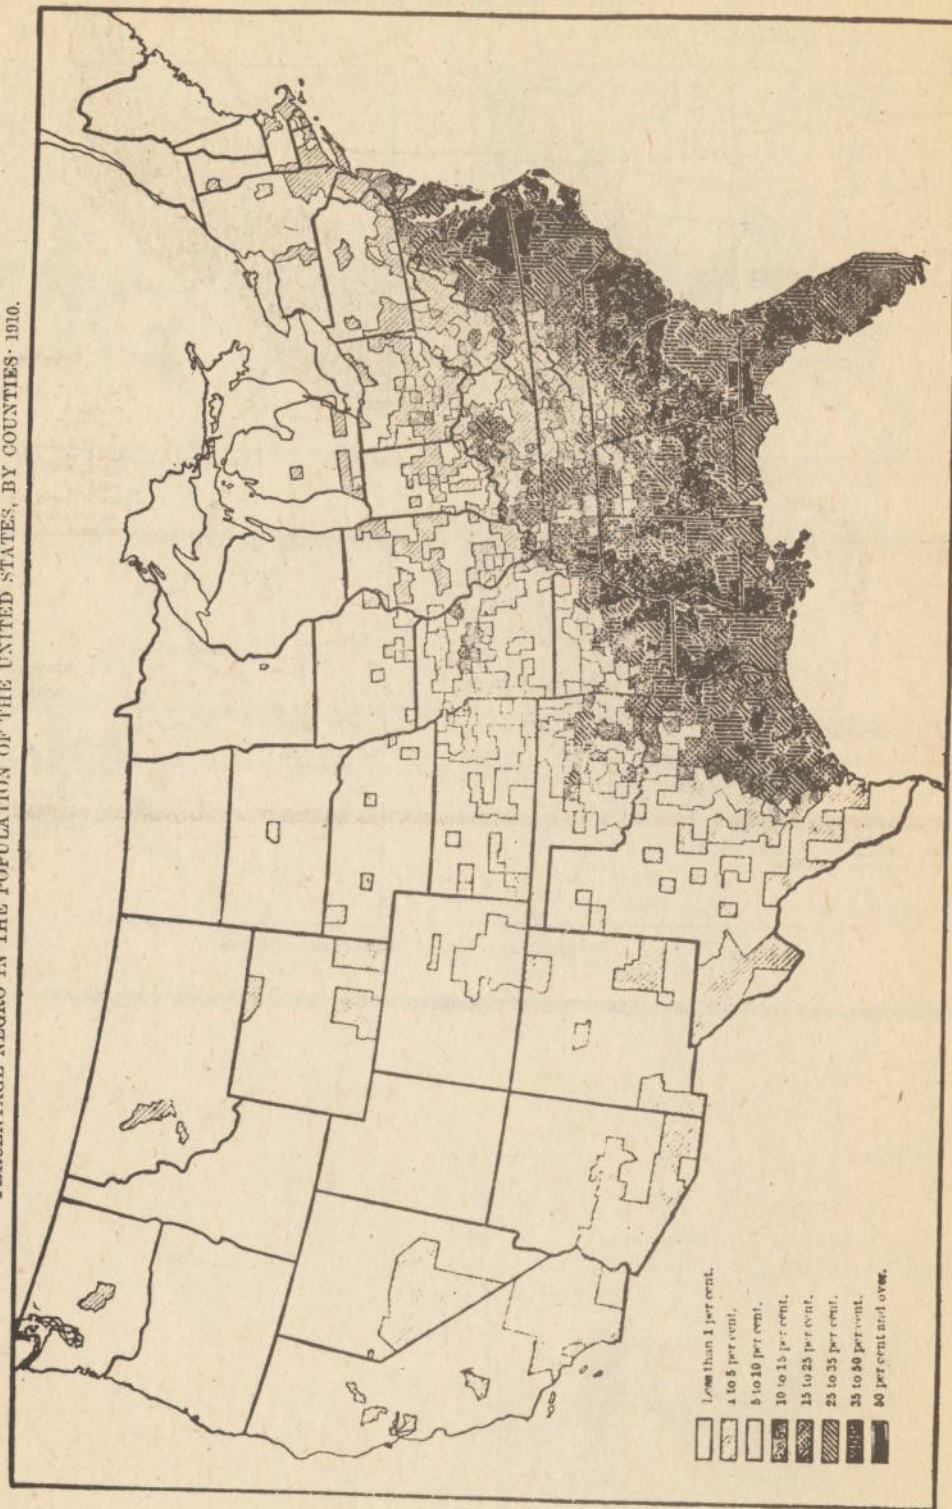 PERCENTAGE NEGRO IN THE POPULATION OF THE UNITED STATES, BY COUNTIES: 1910.
Less than 1 per cent.
1 to 5 per cent.
5 to 10 per cent.
10 to 15 per cent.
15 to 25 per cent.
25 to 35 per cent.
35 to 50 per cent.
50 per cent and over.